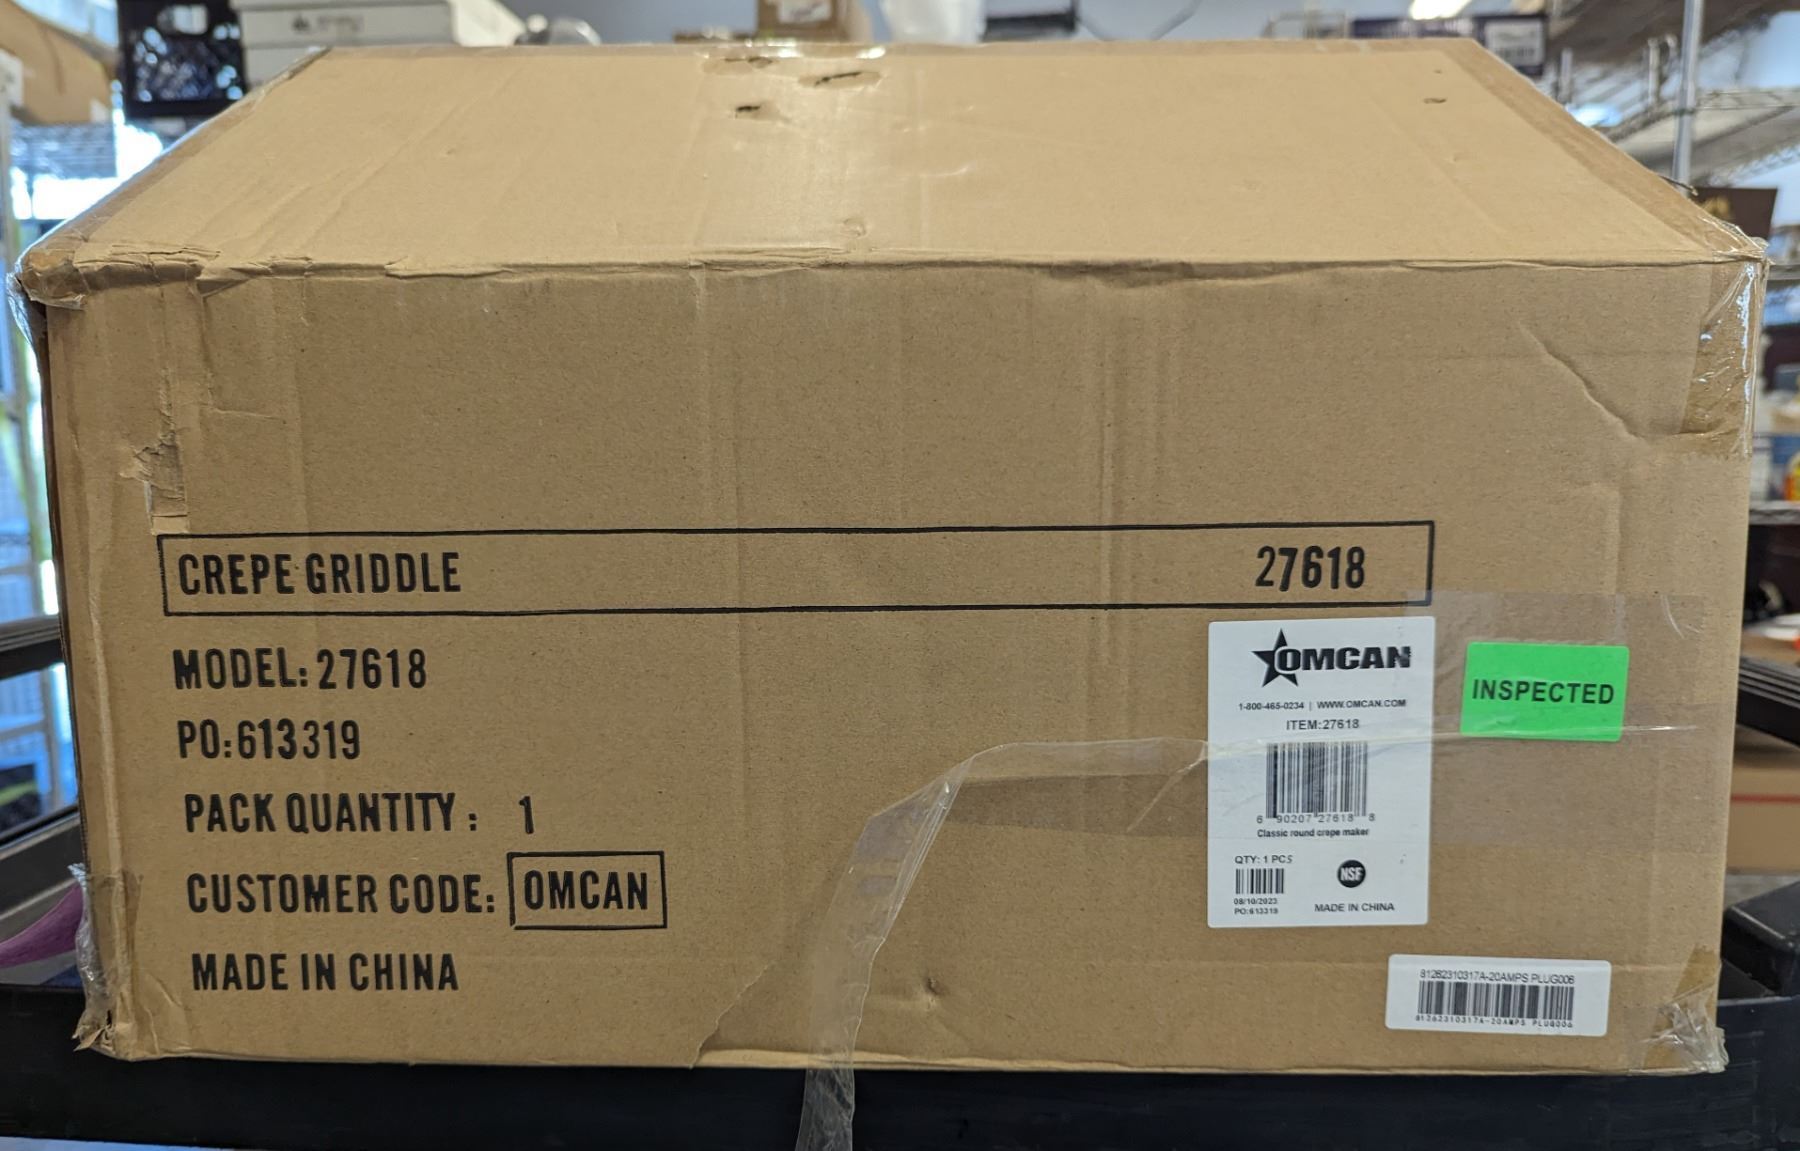 CREPE GRIDDLE 27618
MODEL: 27618
PO: 613319
PACK QUANTITY: 1
CUSTOMER CODE: OMCAN
MADE IN CHINA
OMCAN
1-800-465-0234 | WWW.OMCAN.COM
ITEM:27618
6 90207 27618 8
Classic round crepe maker
QTY: 1 PCS
NSF
08/10/2023
PO:613319
MADE IN CHINA
INSPECTED
81262310317A-20AMPS PLUG006
81262310317A-20AMPS PLUG006